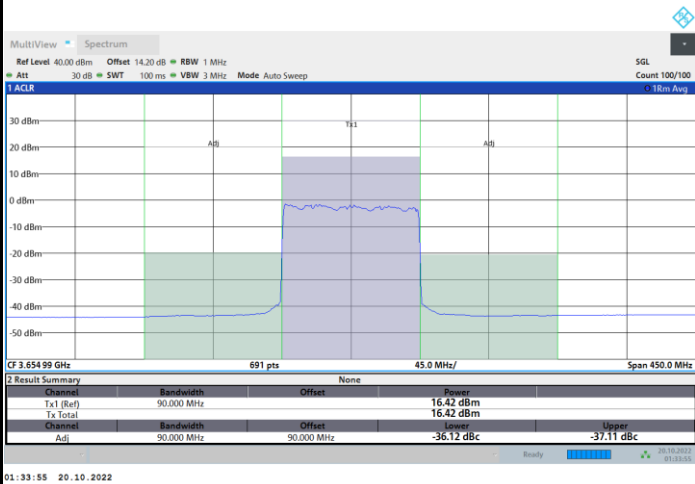 MultiView Spectrum
Ref Level 40.00 dBm Offset 14.20 dB RBW 1 MHz SGL
Att 30 dB SWT 100 ms VBW 3 MHz Mode Auto Sweep Count 100/100
1 ACLR 1Rm Avg
30 dBm
Tx1
20 dBm
Adj Adj
10 dBm
0 dBm
-10 dBm
-20 dBm
-30 dBm
-40 dBm
-50 dBm
CF 3.654 99 GHz 691 pts 45.0 MHz/ Span 450.0 MHz
2 Result Summary None
Channel Bandwidth Offset Power
Tx1 (Ref) 90.000 MHz 16.42 dBm
Tx Total 16.42 dBm
Channel Bandwidth Offset Lower Upper
Adj 90.000 MHz 90.000 MHz -36.12 dBc -37.11 dBc
Ready 20.10.2022
01:33:55
01:33:55 20.10.2022